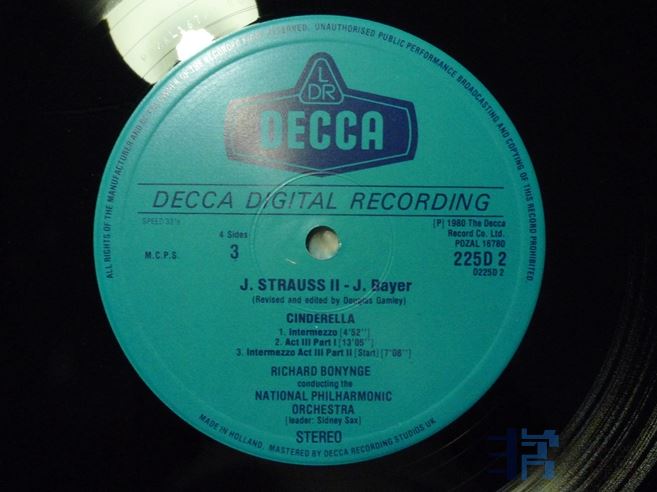 ALL RIGHTS OF THE MANUFACTURER AND OF THE OWNER OF THE RECORDED WORK RESERVED. UNAUTHORISED PUBLIC PERFORMANCE BROADCASTING AND COPYING OF THIS RECORD PROHIBITED.
L
DR
DECCA
DECCA DIGITAL RECORDING
SPEED 33⅓
4 Sides
3
M.C.P.S.
[P] 1980 The Decca
Record Co. Ltd.
PDZAL 16780
225D 2
D225D 2
J. STRAUSS II - J. Bayer
(Revised and edited by Douglas Gamley)
CINDERELLA
1. Intermezzo [4'52'']
2. Act III Part I [13'05'']
3. Intermezzo Act III Part II [Start] [7'06'']
RICHARD BONYNGE
conducting the
NATIONAL PHILHARMONIC
ORCHESTRA
[leader: Sidney Sax]
STEREO
MADE IN HOLLAND. MASTERED BY DECCA RECORDING STUDIOS UK